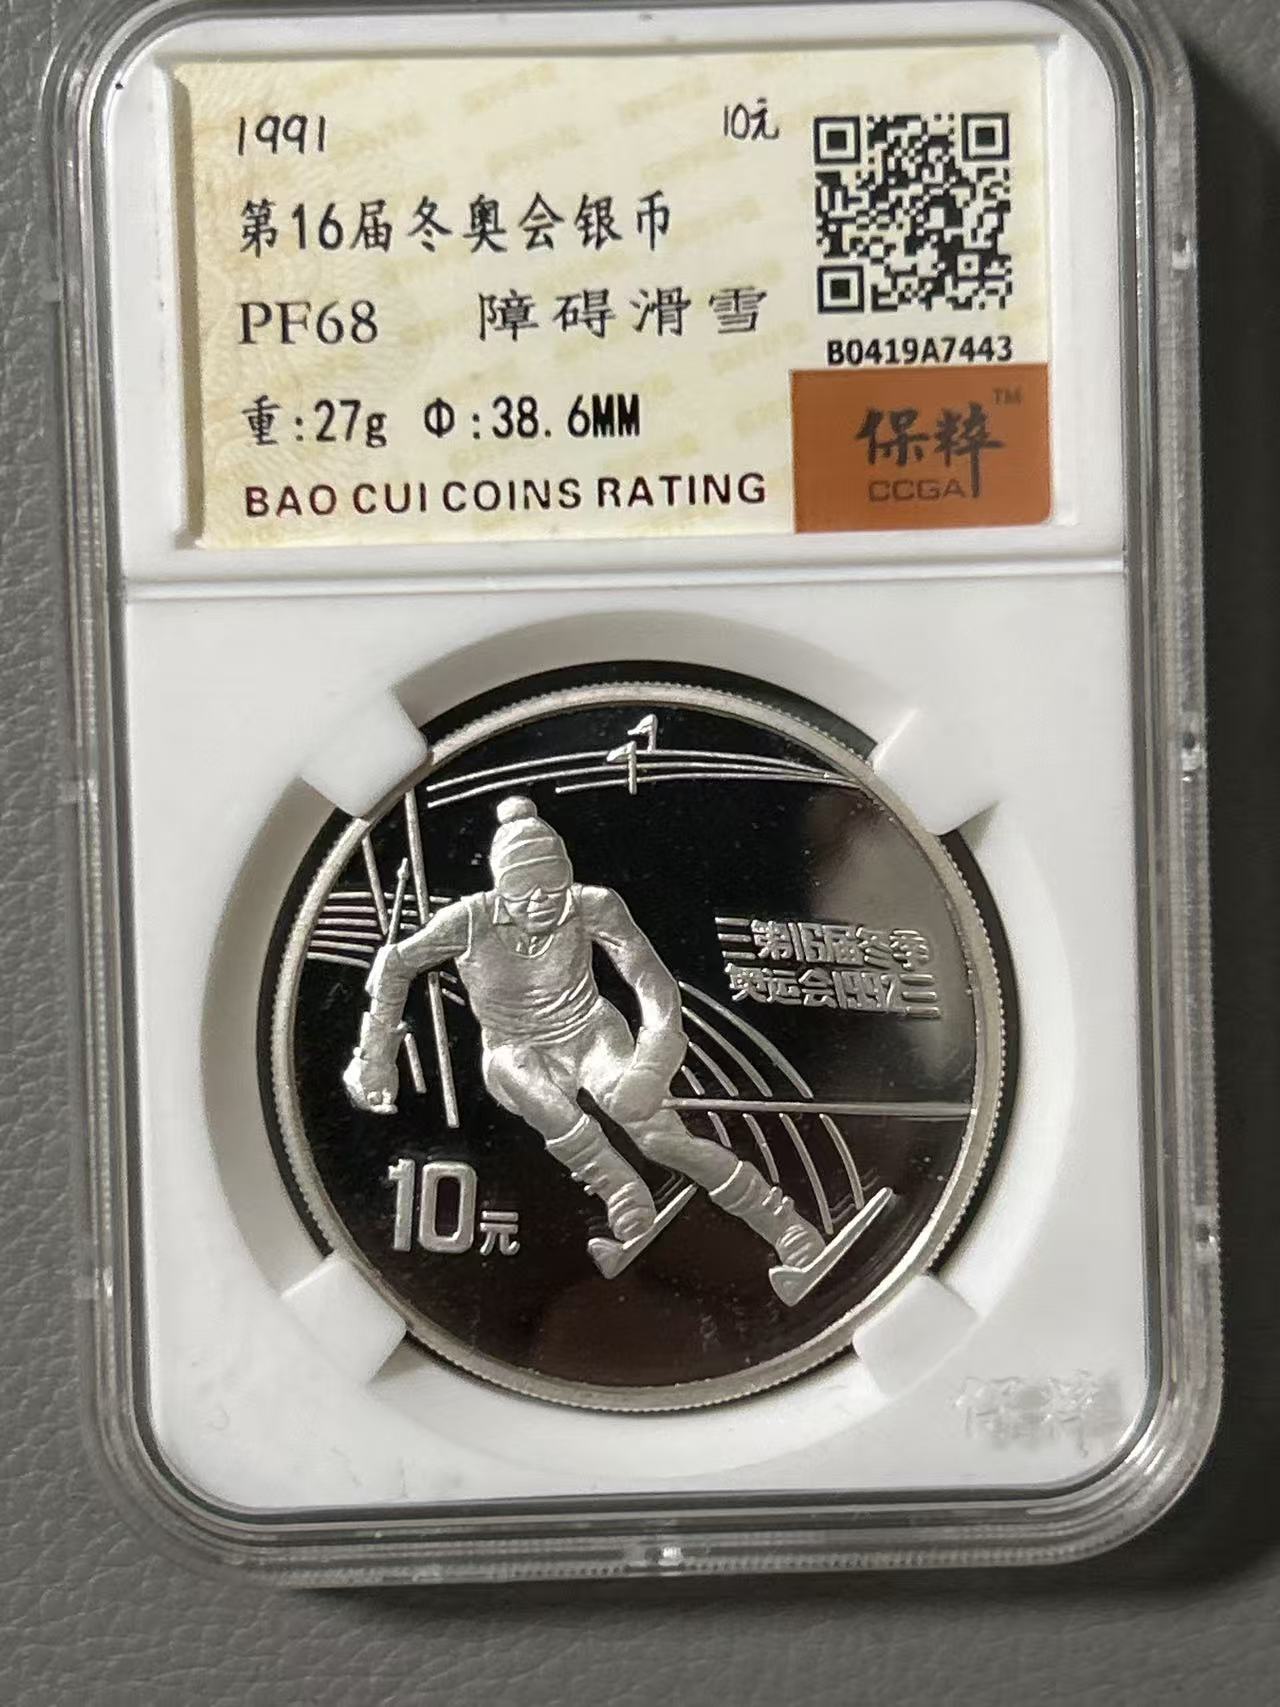 1991 10元
第16届冬奥会银币
PF68 障碍滑雪
B0419A7443
重:27g Φ:38.6MM
保粹™
CCGA
BAO CUI COINS RATING
第16届冬季
奥运会1992
10元